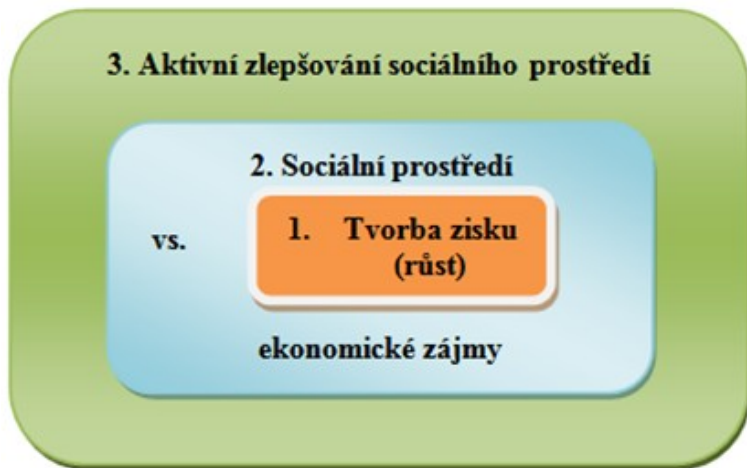 3. Aktivní zlepšování sociálního prostředí
2. Sociální prostředí
vs.
1. Tvorba zisku
(růst)
ekonomické zájmy